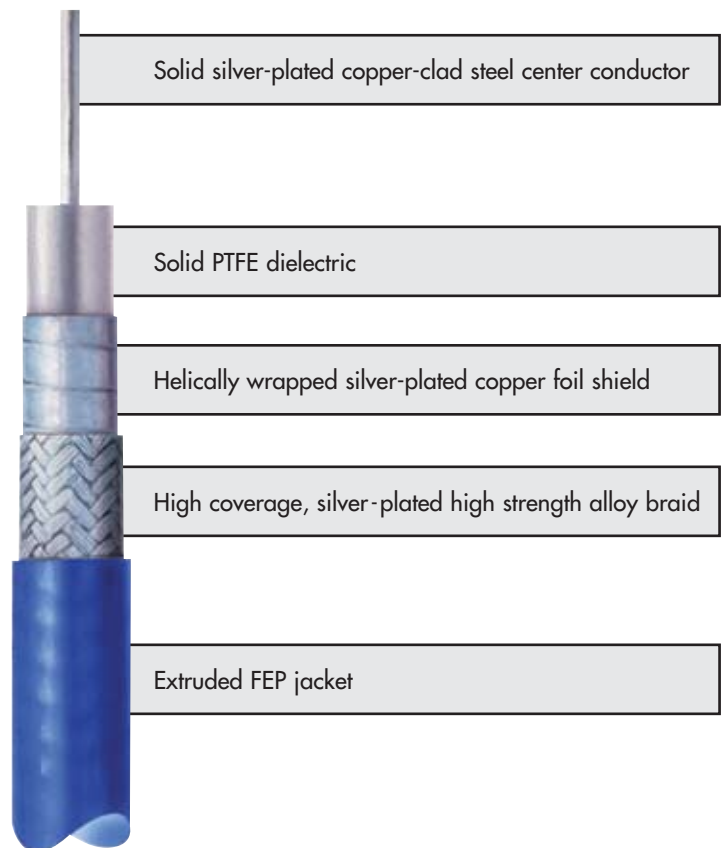 Solid silver-plated copper-clad steel center conductor
Solid PTFE dielectric
Helically wrapped silver-plated copper foil shield
High coverage, silver-plated high strength alloy braid
Extruded FEP jacket